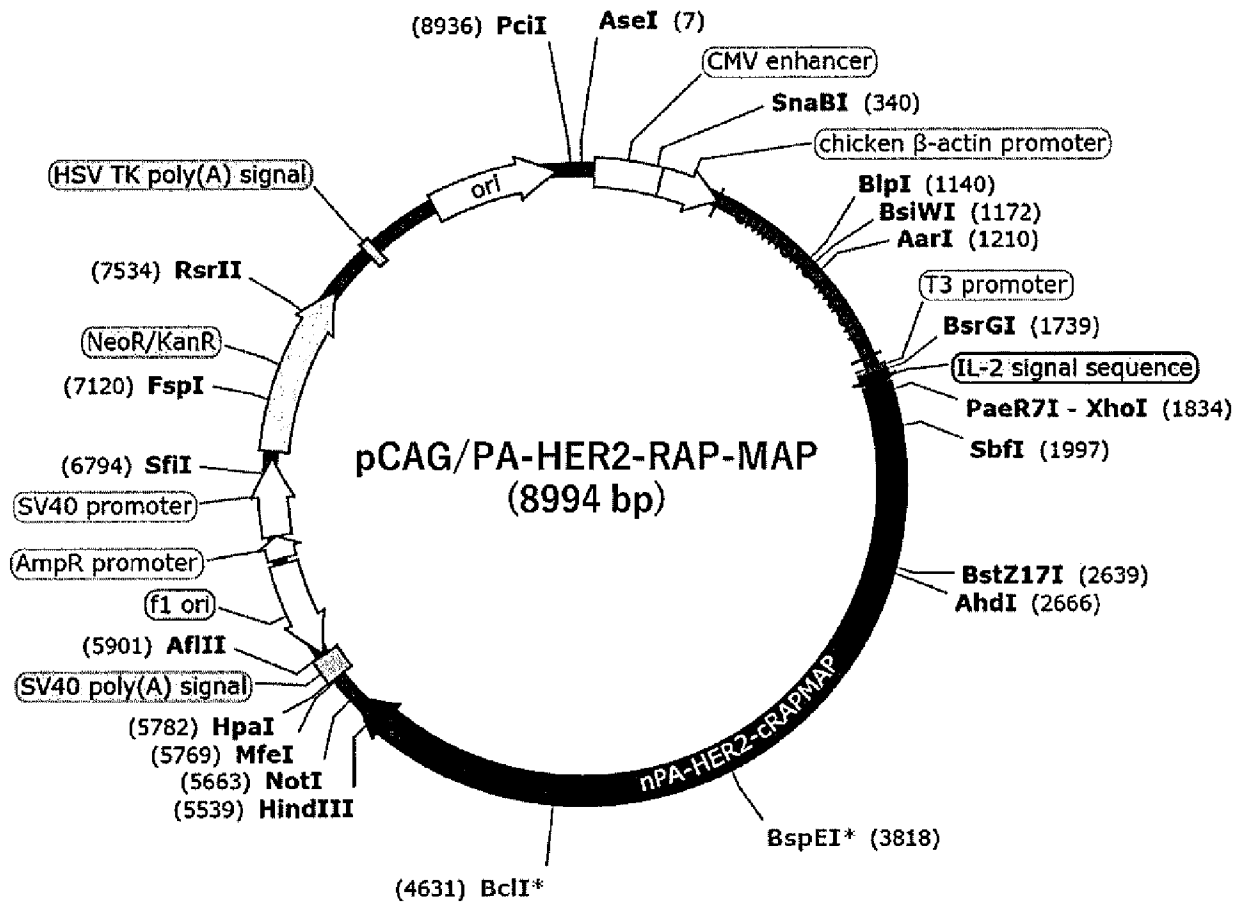 (8936) PciI
AseI (7)
CMV enhancer
SnaBI (340)
chicken β-actin promoter
BlpI (1140)
BsiWI (1172)
AarI (1210)
T3 promoter
BsrGI (1739)
IL-2 signal sequence
PaeR7I - XhoI (1834)
SbfI (1997)
BstZ17I (2639)
AhdI (2666)
nPA-HER2-cRAPMAP
BspEI* (3818)
(4631) BclI*
(5539) HindIII
(5663) NotI
(5769) MfeI
(5782) HpaI
SV40 poly(A) signal
(5901) AflII
f1 ori
AmpR promoter
SV40 promoter
(6794) SfiI
(7120) FspI
NeoR/KanR
(7534) RsrII
HSV TK poly(A) signal
ori
pCAG/PA-HER2-RAP-MAP
(8994 bp)